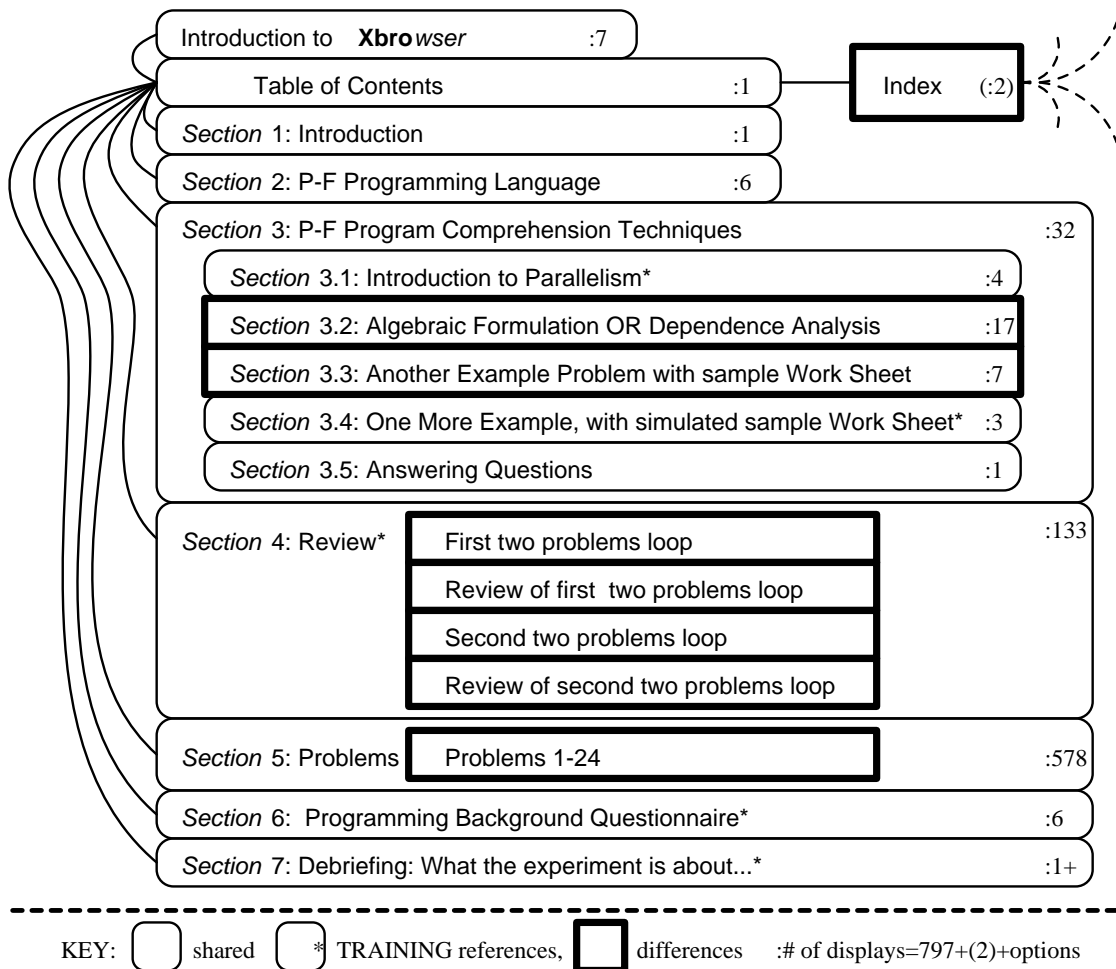 Introduction to Xbrowser :7
Table of Contents :1
Index (:2)
Section 1: Introduction :1
Section 2: P-F Programming Language :6
Section 3: P-F Program Comprehension Techniques :32
Section 3.1: Introduction to Parallelism* :4
Section 3.2: Algebraic Formulation OR Dependence Analysis :17
Section 3.3: Another Example Problem with sample Work Sheet :7
Section 3.4: One More Example, with simulated sample Work Sheet* :3
Section 3.5: Answering Questions :1
Section 4: Review* First two problems loop :133
Review of first two problems loop
Second two problems loop
Review of second two problems loop
Section 5: Problems Problems 1-24 :578
Section 6: Programming Background Questionnaire* :6
Section 7: Debriefing: What the experiment is about...* :1+
KEY: shared * TRAINING references, differences :# of displays=797+(2)+options